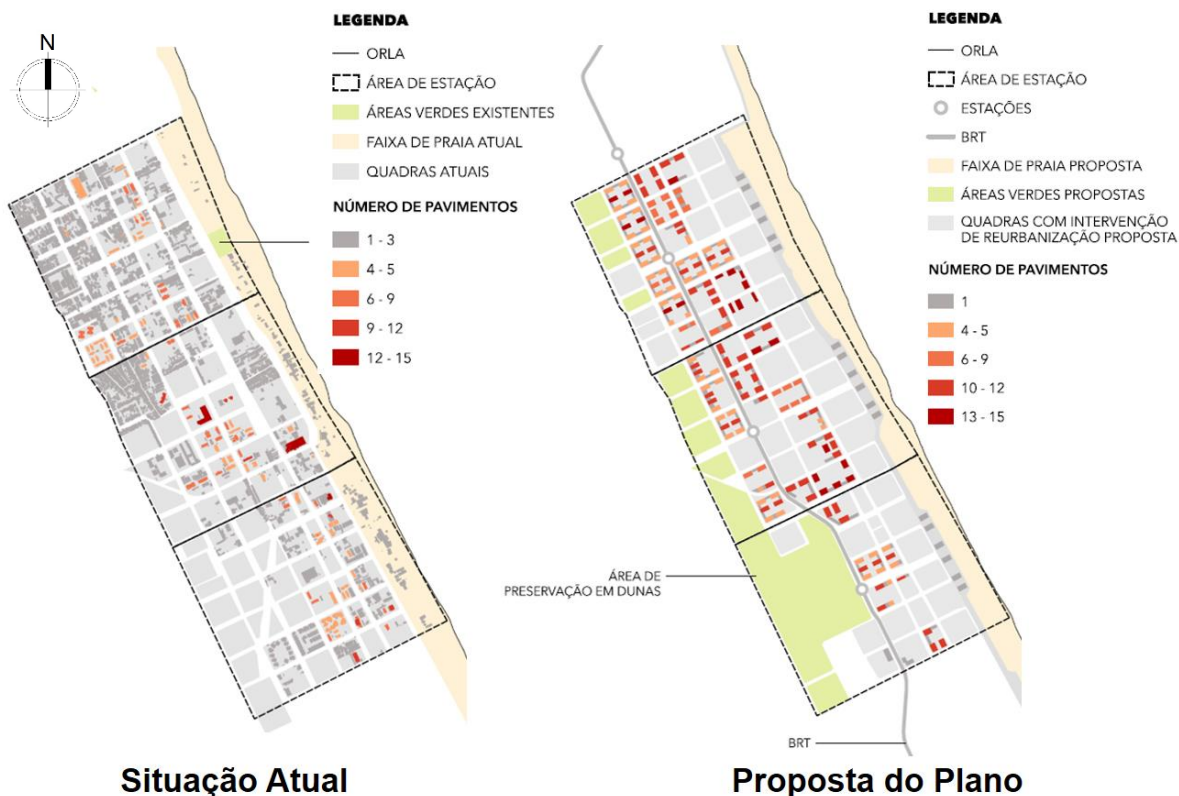 N
LEGENDA
ORLA
ÁREA DE ESTAÇÃO
ÁREAS VERDES EXISTENTES
FAIXA DE PRAIA ATUAL
QUADRAS ATUAIS
NÚMERO DE PAVIMENTOS
1 - 3
4 - 5
6 - 9
9 - 12
12 - 15
Situação Atual
LEGENDA
ORLA
ÁREA DE ESTAÇÃO
ESTAÇÕES
BRT
FAIXA DE PRAIA PROPOSTA
ÁREAS VERDES PROPOSTAS
QUADRAS COM INTERVENÇÃO
DE REURBANIZAÇÃO PROPOSTA
NÚMERO DE PAVIMENTOS
1
4 - 5
6 - 9
10 - 12
13 - 15
ÁREA DE
PRESERVAÇÃO EM DUNAS
BRT
Proposta do Plano